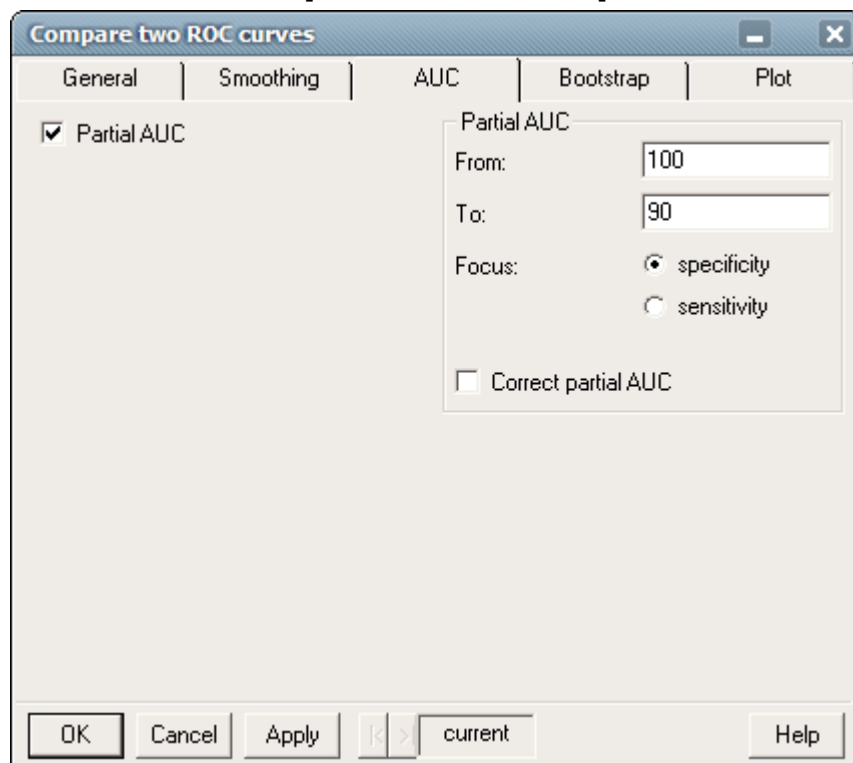 Compare two ROC curves
General Smoothing AUC Bootstrap Plot
Partial AUC
Partial AUC
From: 100
To: 90
Focus: specificity
sensitivity
Correct partial AUC
OK Cancel Apply current Help